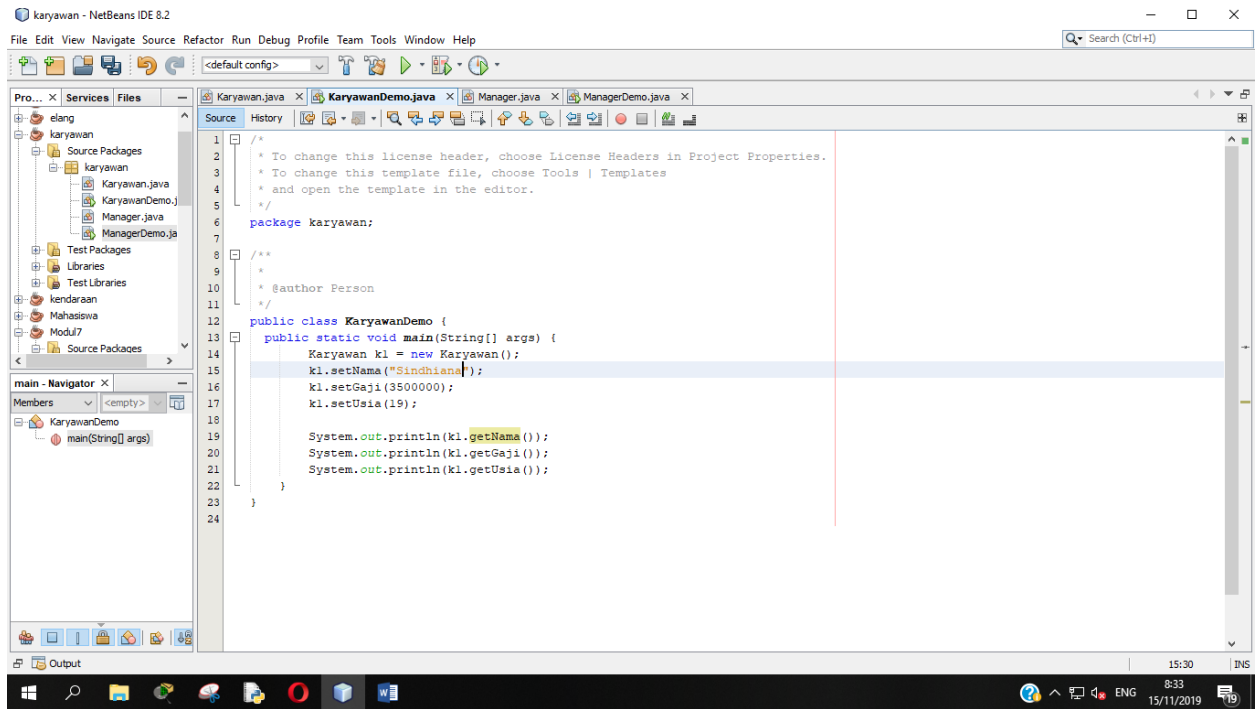 karyawan - NetBeans IDE 8.2
File Edit View Navigate Source Refactor Run Debug Profile Team Tools Window Help
Search (Ctrl+I)
<default config>
Pro... Services Files
Karyawan.java KaryawanDemo.java Manager.java ManagerDemo.java
elang
karyawan
Source Packages
karyawan
Karyawan.java
KaryawanDemo.j
Manager.java
ManagerDemo.ja
Test Packages
Libraries
Test Libraries
kendaraan
Mahasiswa
Modul7
Source Packages
main - Navigator
Members <empty>
KaryawanDemo
main(String[] args)
Source History
1 /*
2 * To change this license header, choose License Headers in Project Properties.
3 * To change this template file, choose Tools | Templates
4 * and open the template in the editor.
5 */
6 package karyawan;
7
8 /**
9 *
10 * @author Person
11 */
12 public class KaryawanDemo {
13 public static void main(String[] args) {
14 Karyawan k1 = new Karyawan();
15 k1.setNama("Sindhiana");
16 k1.setGaji(3500000);
17 k1.setUsia(19);
18
19 System.out.println(k1.getNama());
20 System.out.println(k1.getGaji());
21 System.out.println(k1.getUsia());
22 }
23 }
24
Output
15:30 INS
ENG
8:33
15/11/2019
19